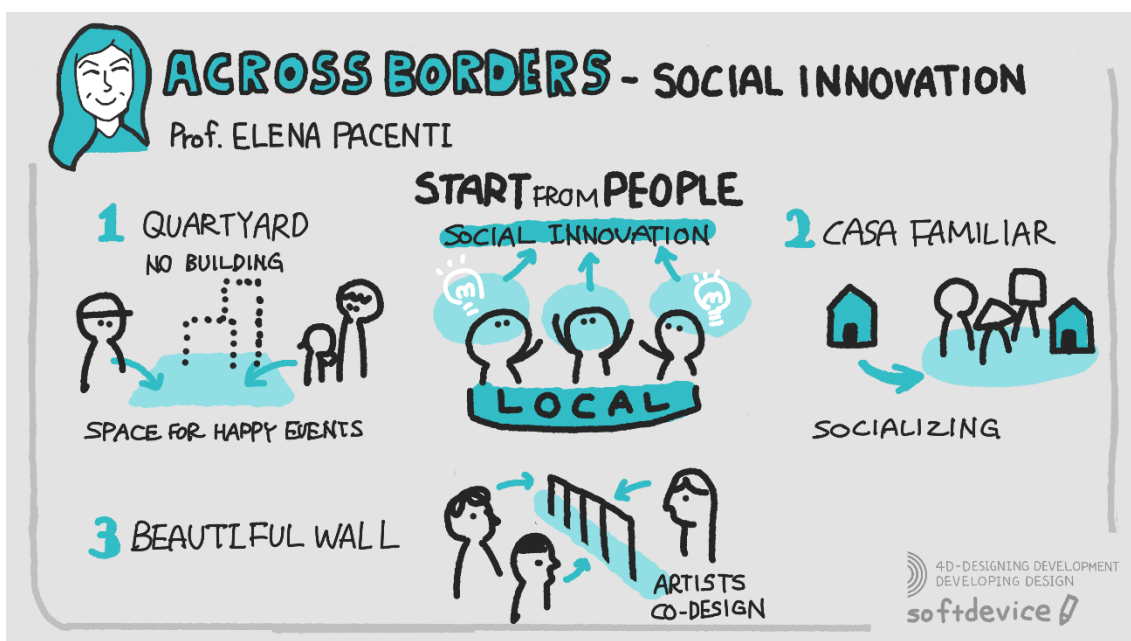 ACROSS BORDERS - SOCIAL INNOVATION
Prof. ELENA PACENTI
START FROM PEOPLE
SOCIAL INNOVATION
LOCAL
1 QUARTYARD
NO BUILDING
SPACE FOR HAPPY EVENTS
2 CASA FAMILIAR
SOCIALIZING
3 BEAUTIFUL WALL
ARTISTS
CO-DESIGN
4D-DESIGNING DEVELOPMENT
DEVELOPING DESIGN
softdevice